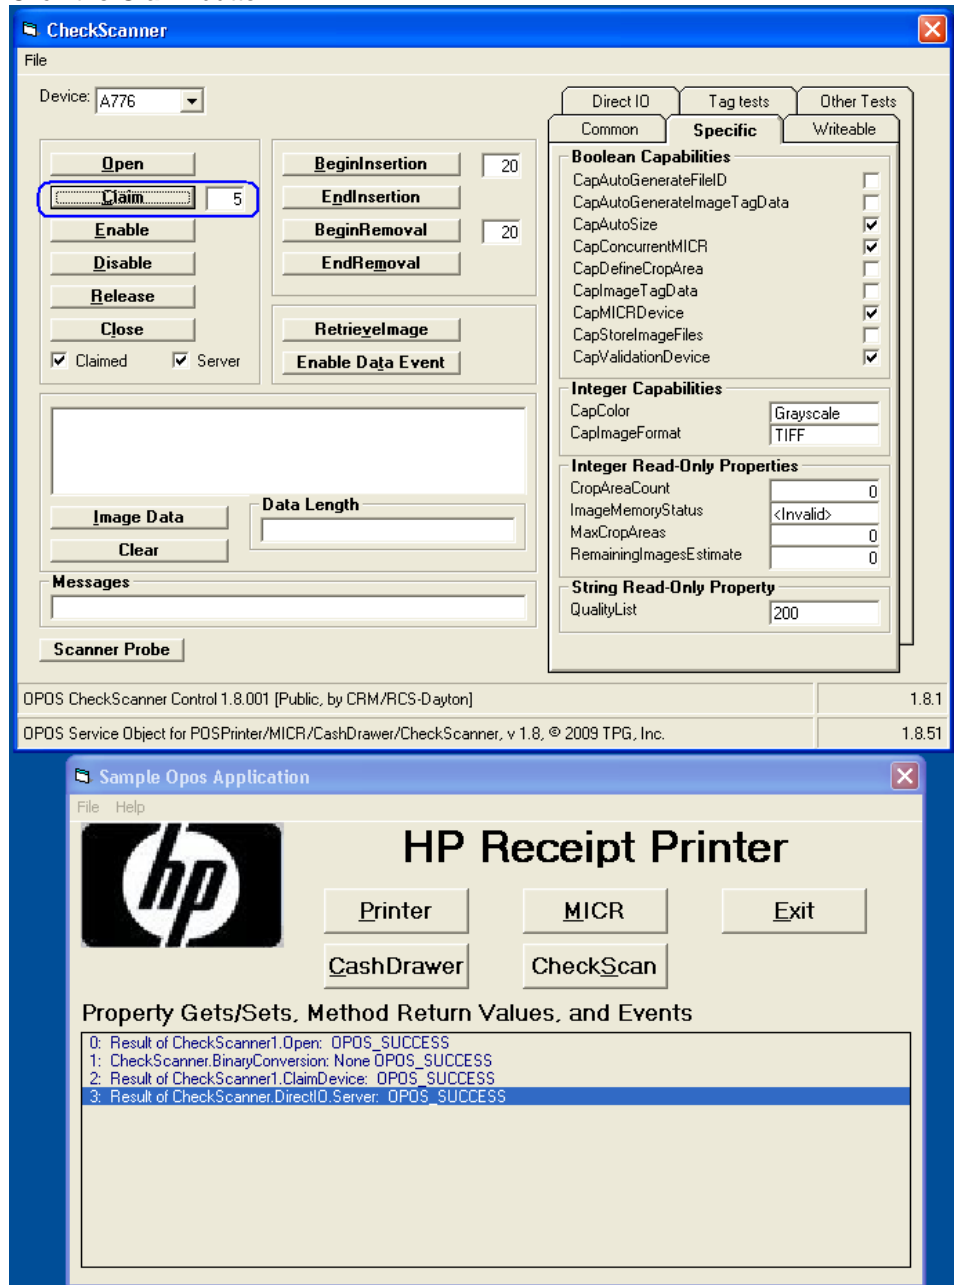 CheckScanner
File
Device: A776
Direct IO Tag tests Other Tests
Common Specific Writeable
Open
Claim 5
Enable
Disable
Release
Close
Claimed Server
BeginInsertion 20
EndInsertion
BeginRemoval 20
EndRemoval
RetrieveImage
Enable Data Event
Image Data
Clear
Data Length
Messages
Scanner Probe
Boolean Capabilities
CapAutoGenerateFileID
CapAutoGenerateImageTagData
CapAutoSize
CapConcurrentMICR
CapDefineCropArea
CapImageTagData
CapMICRDevice
CapStoreImageFiles
CapValidationDevice
Integer Capabilities
CapColor Grayscale
CapImageFormat TIFF
Integer Read-Only Properties
CropAreaCount 0
ImageMemoryStatus <Invalid>
MaxCropAreas 0
RemainingImagesEstimate 0
String Read-Only Property
QualityList 200
OPOS CheckScanner Control 1.8.001 [Public, by CRM/RCS-Dayton] 1.8.1
OPOS Service Object for POSPrinter/MICR/CashDrawer/CheckScanner, v 1.8, © 2009 TPG, Inc. 1.8.51
Sample Opos Application
File Help
hp
HP Receipt Printer
Printer MICR Exit
CashDrawer CheckScan
Property Gets/Sets, Method Return Values, and Events
0: Result of CheckScanner1.Open: OPOS_SUCCESS
1: CheckScanner.BinaryConversion: None OPOS_SUCCESS
2: Result of CheckScanner1.ClaimDevice: OPOS_SUCCESS
3: Result of CheckScanner.DirectIO.Server: OPOS_SUCCESS